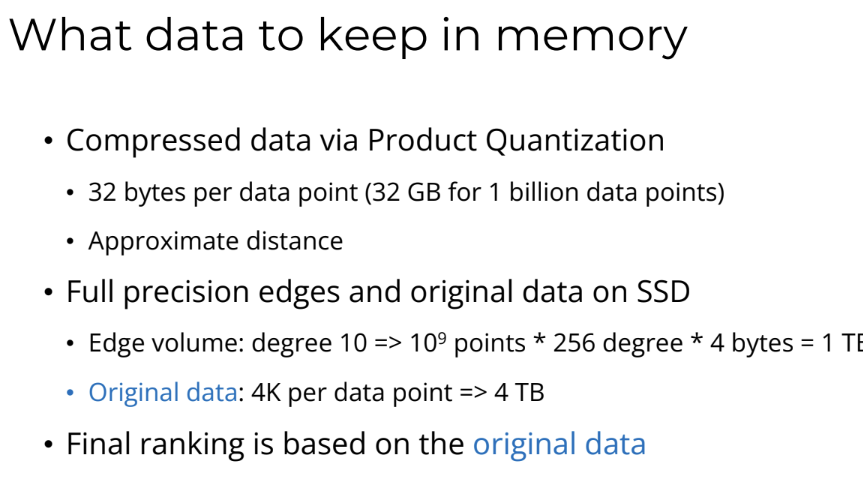 What data to keep in memory
• Compressed data via Product Quantization
• 32 bytes per data point (32 GB for 1 billion data points)
• Approximate distance
• Full precision edges and original data on SSD
• Edge volume: degree 10 => 10⁹ points * 256 degree * 4 bytes = 1 TB
• Original data: 4K per data point => 4 TB
• Final ranking is based on the original data